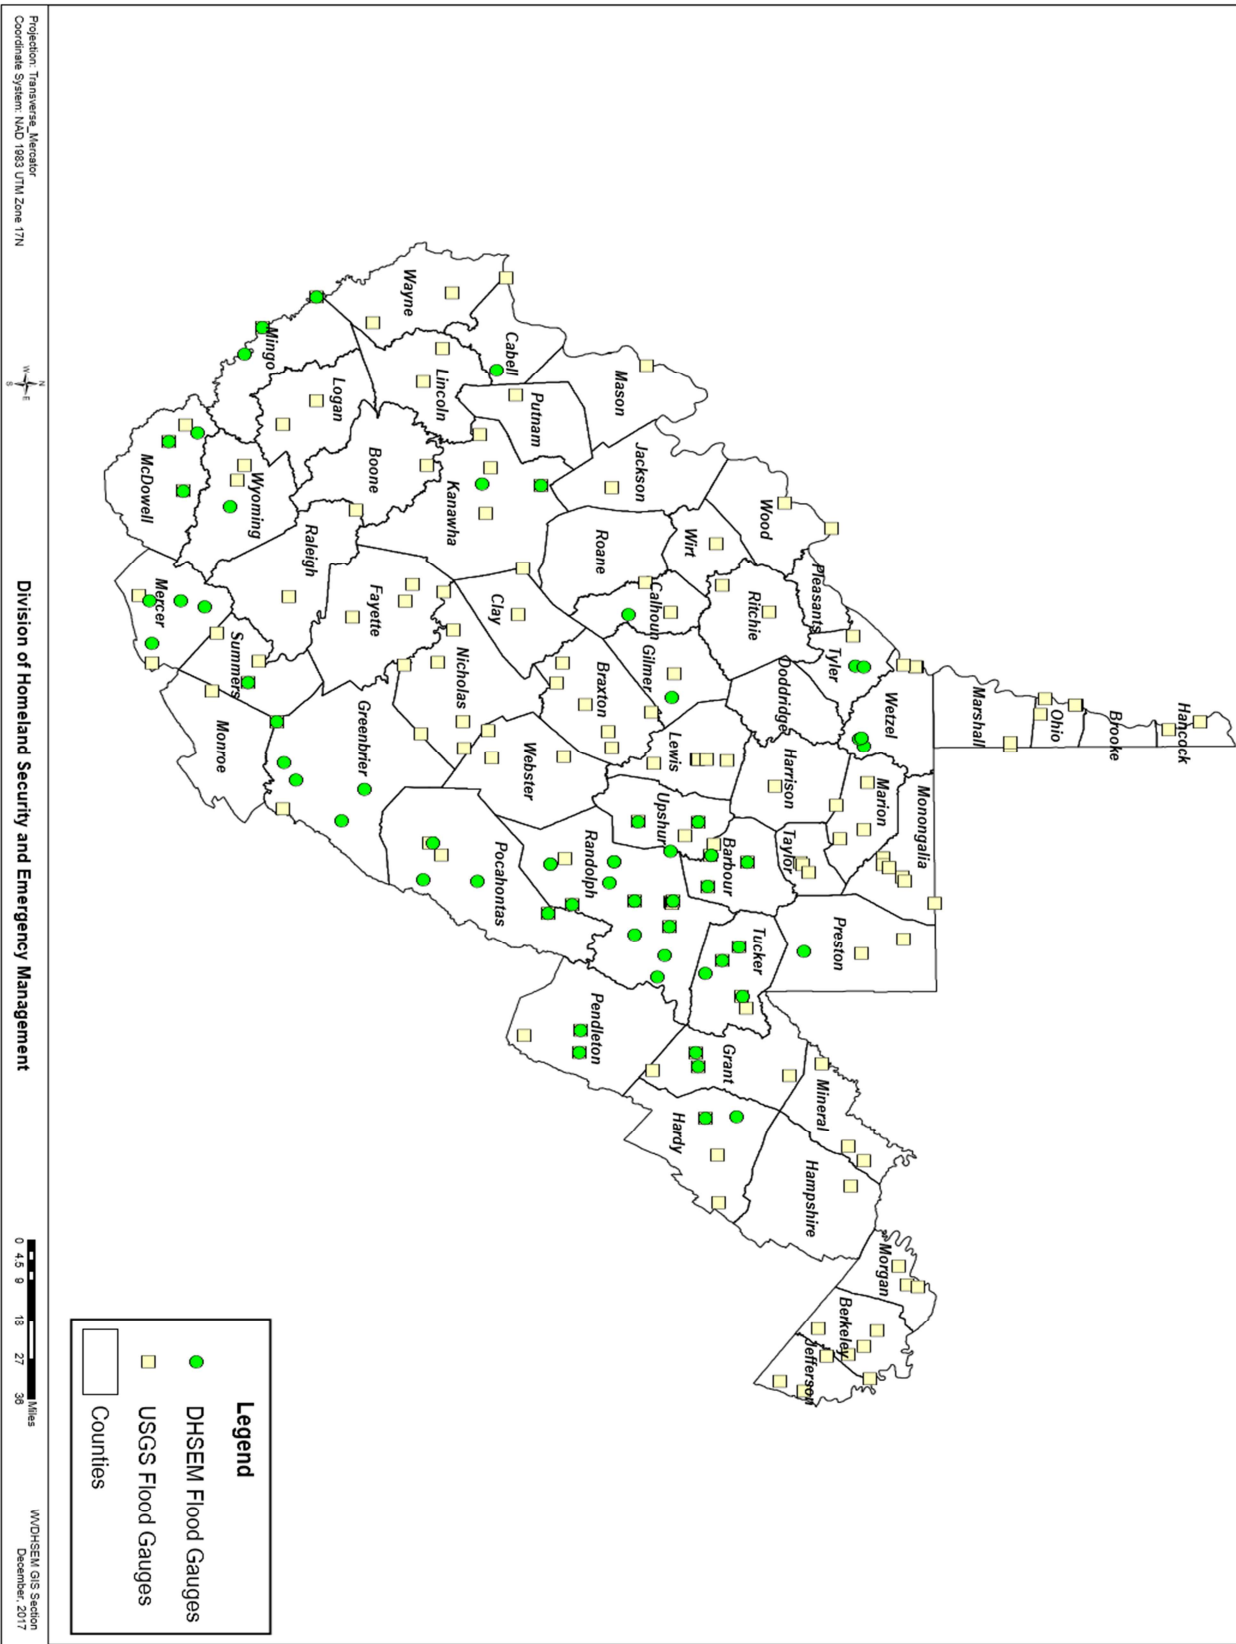 Hancock
Brooke
Ohio
Marshall
Wetzel
Monongalia
Marion
Tyler
Pleasants
Preston
Taylor
Harrison
Doddridge
Ritchie
Wood
Mineral
Morgan
Berkeley
Jefferson
Hampshire
Grant
Hardy
Tucker
Barbour
Lewis
Upshur
Gilmer
Calhoun
Wirt
Jackson
Mason
Roane
Randolph
Pendleton
Braxton
Webster
Pocahontas
Clay
Nicholas
Putnam
Cabell
Kanawha
Lincoln
Wayne
Boone
Fayette
Greenbrier
Logan
Raleigh
Mingo
Wyoming
Summers
Monroe
McDowell
Mercer
Legend
DHSEM Flood Gauges
USGS Flood Gauges
Counties
Projection: Transverse_Mercator
Coordinate System: NAD 1983 UTM Zone 17N
N
W
E
S
Division of Homeland Security and Emergency Management
0 4.5 9 18 27 36
Miles
WVDHSEM GIS Section
December, 2017